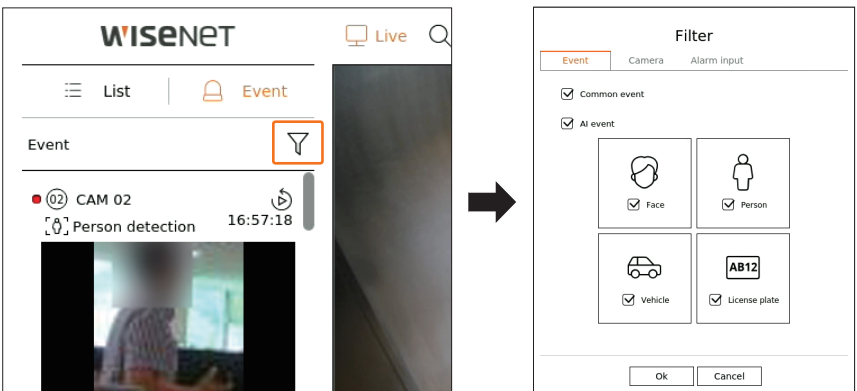 WISENET
Live
List
Event
Event
02 CAM 02
Person detection
16:57:18
Filter
Event Camera Alarm input
Common event
AI event
Face
Person
Vehicle
AB12
License plate
Ok
Cancel